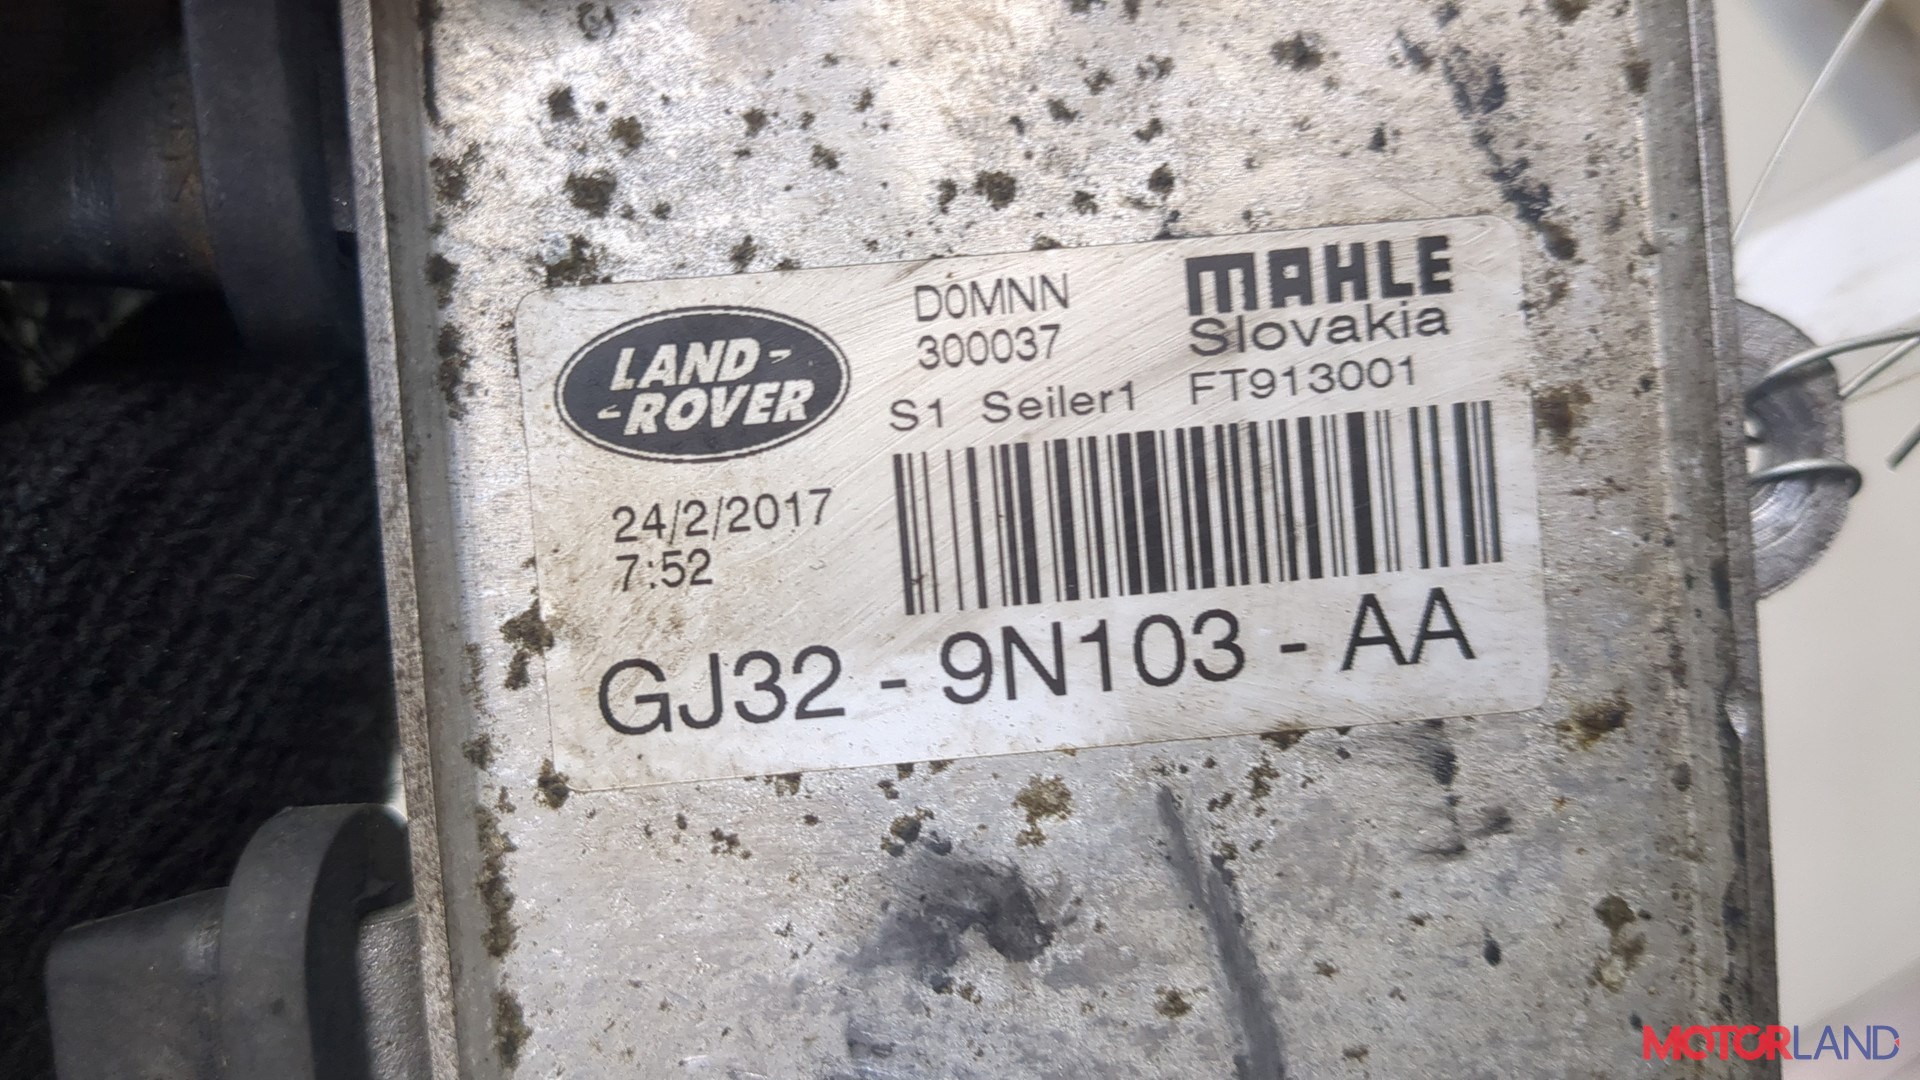 LAND-
-ROVER
D0MNN
300037
S1 Seiler1
MAHLE
Slovakia
FT913001
24/2/2017
7:52
GJ32 - 9N103 - AA
MOTORLAND